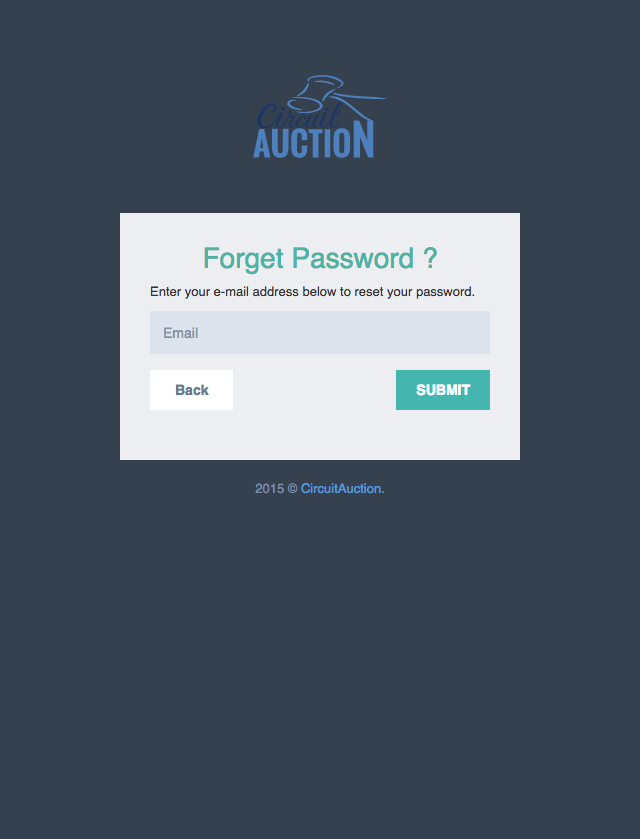 Circuit
AUCTION
Forget Password ?
Enter your e-mail address below to reset your password.
Email
Back SUBMIT
2015 © CircuitAuction.